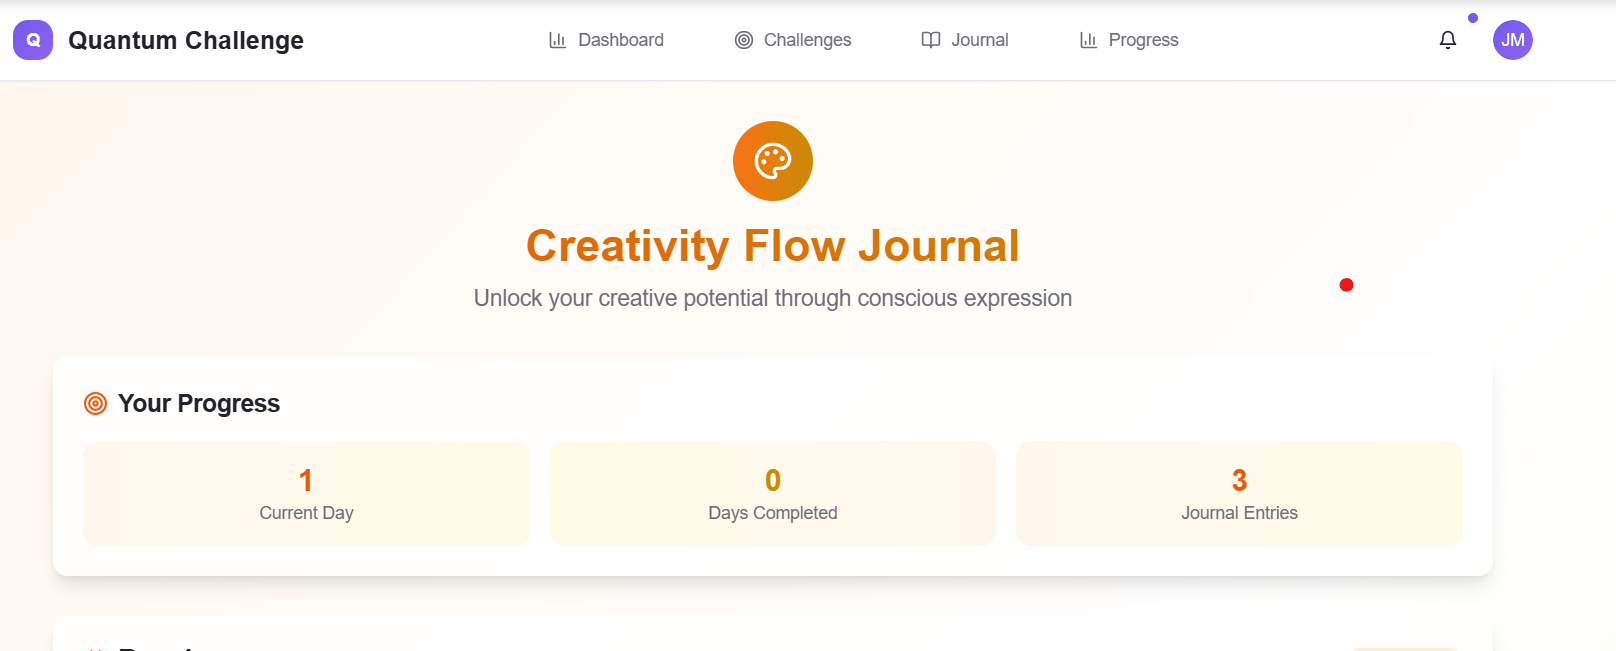 Q Quantum Challenge Dashboard Challenges Journal Progress JM
Creativity Flow Journal
Unlock your creative potential through conscious expression
Your Progress
1 0 3
Current Day Days Completed Journal Entries